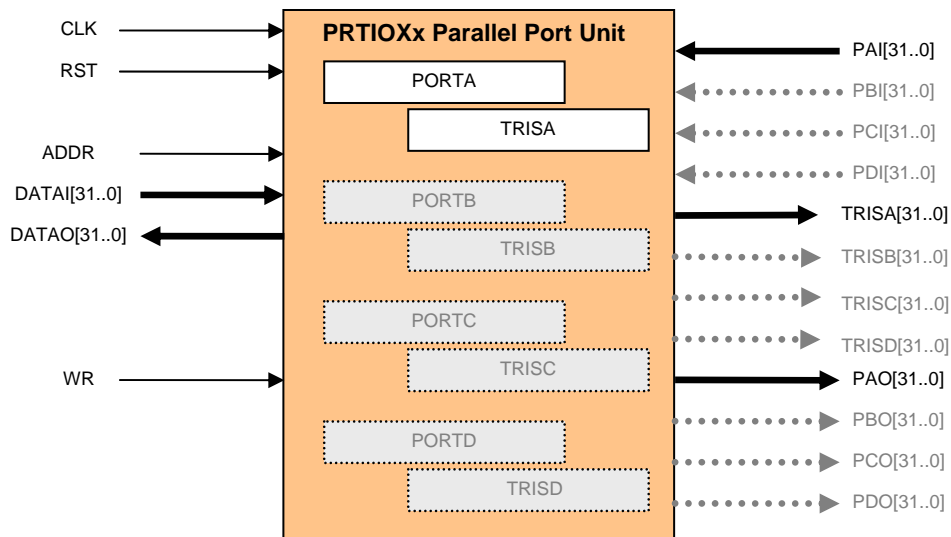 CLK
RST
ADDR
DATAI[31..0]
DATAO[31..0]
WR
PRTIOXx Parallel Port Unit
PORTA
TRISA
PORTB
TRISB
PORTC
TRISC
PORTD
TRISD
PAI[31..0]
PBI[31..0]
PCI[31..0]
PDI[31..0]
TRISA[31..0]
TRISB[31..0]
TRISC[31..0]
TRISD[31..0]
PAO[31..0]
PBO[31..0]
PCO[31..0]
PDO[31..0]